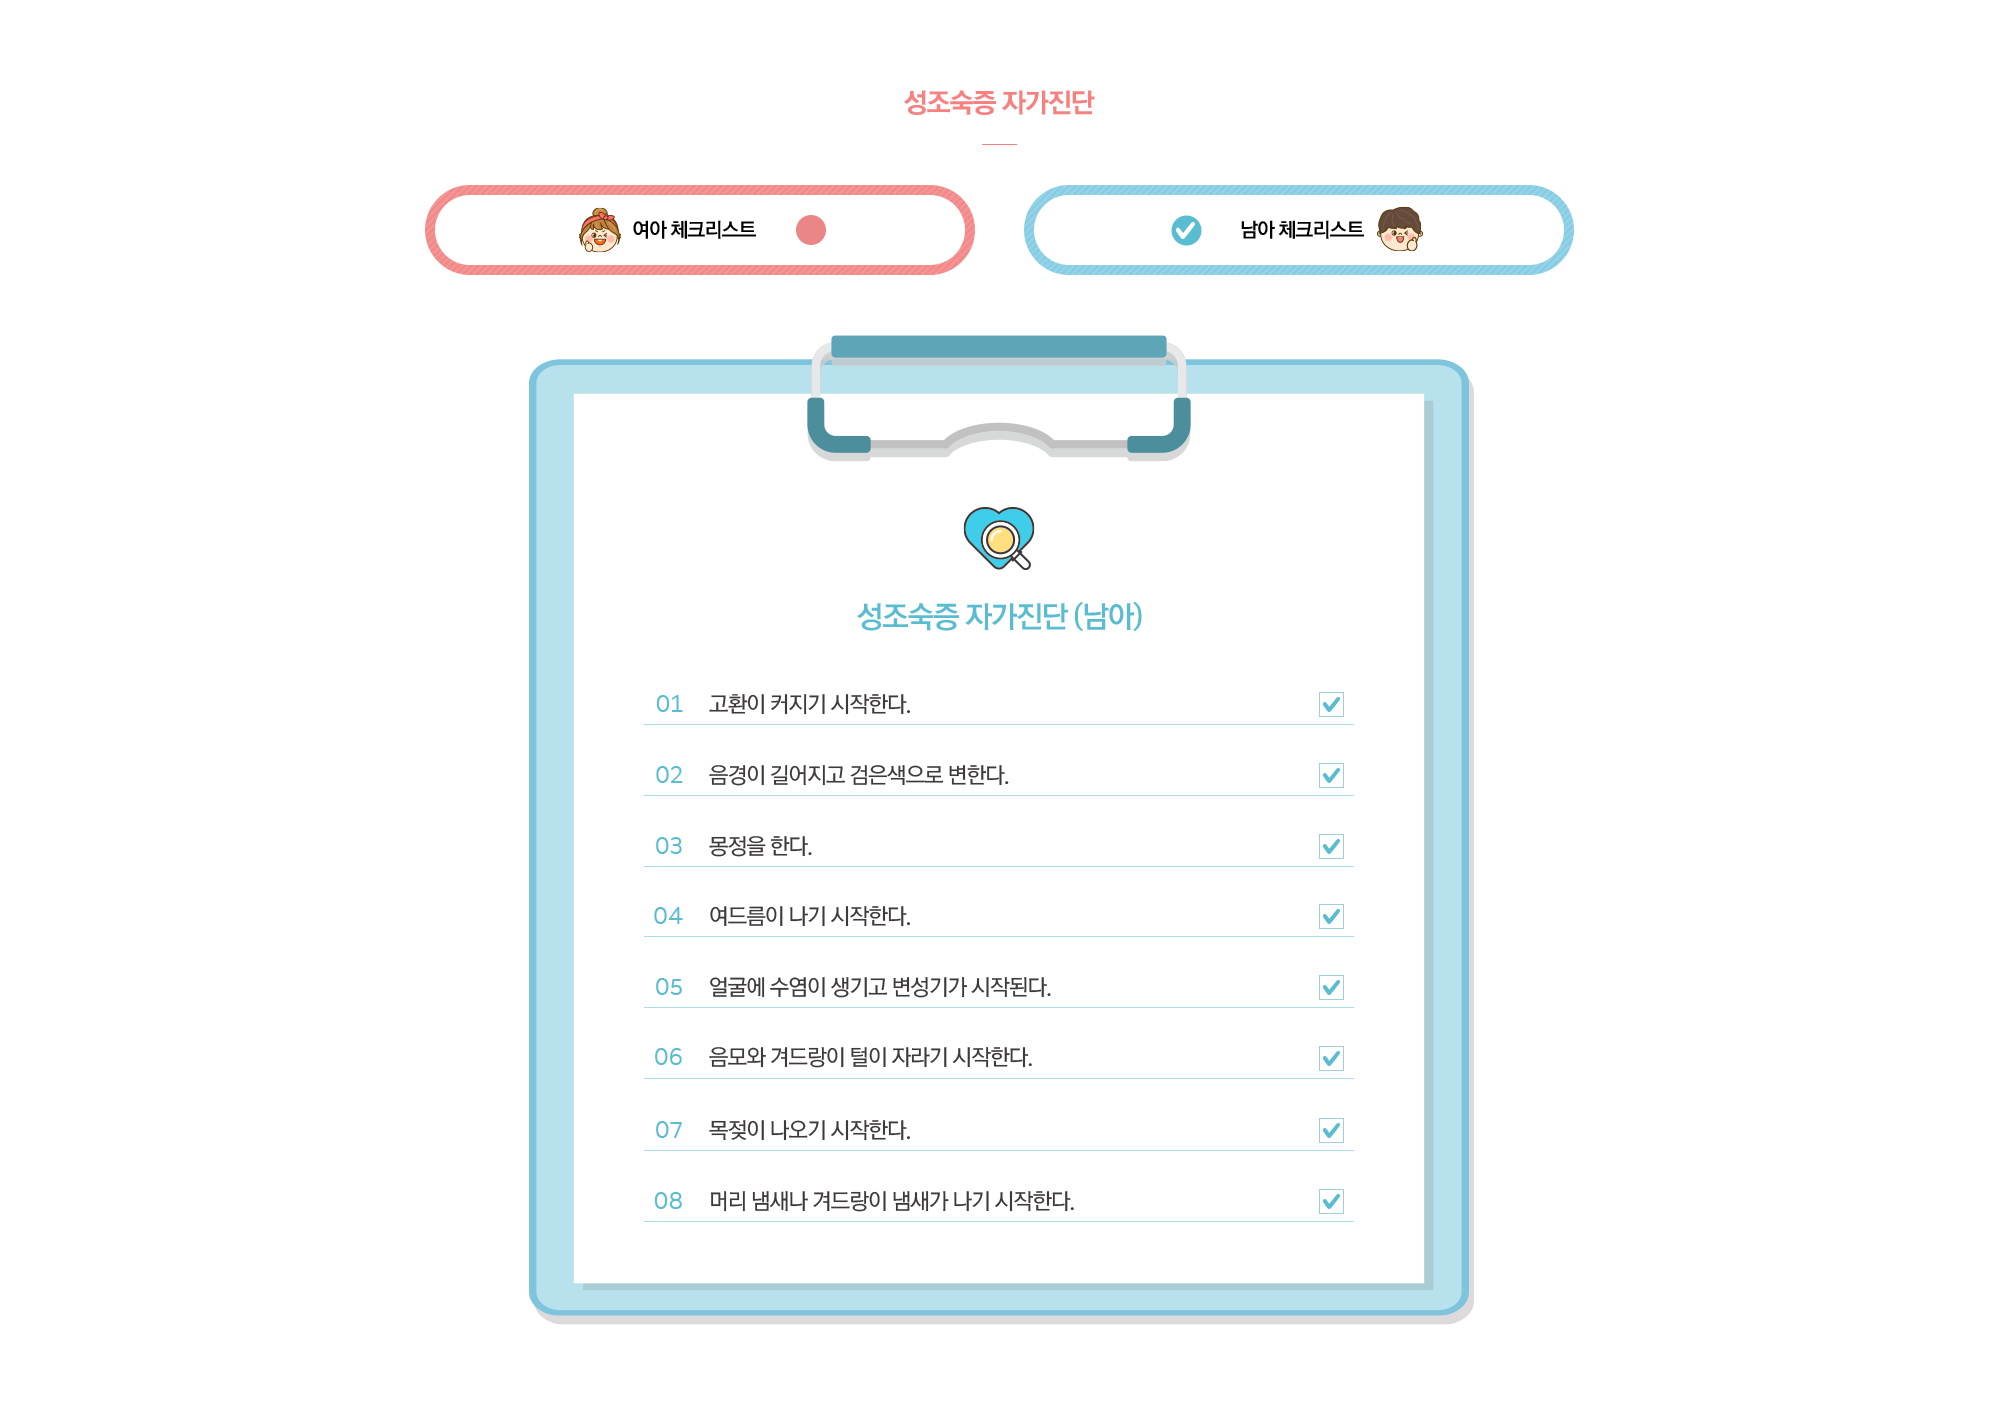 성조숙증 자가진단
여아 체크리스트
남아 체크리스트
성조숙증 자가진단 (남아)
01 고환이 커지기 시작한다.
02 음경이 길어지고 검은색으로 변한다.
03 몽정을 한다.
04 여드름이 나기 시작한다.
05 얼굴에 수염이 생기고 변성기가 시작된다.
06 음모와 겨드랑이 털이 자라기 시작한다.
07 목젖이 나오기 시작한다.
08 머리 냄새나 겨드랑이 냄새가 나기 시작한다.